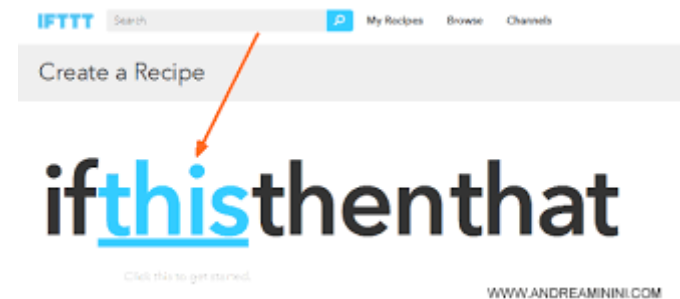 IFTTT Search My Recipes Browse Channels
Create a Recipe
ifthisthenthat
Click this to get started.
WWW.ANDREAMININI.COM